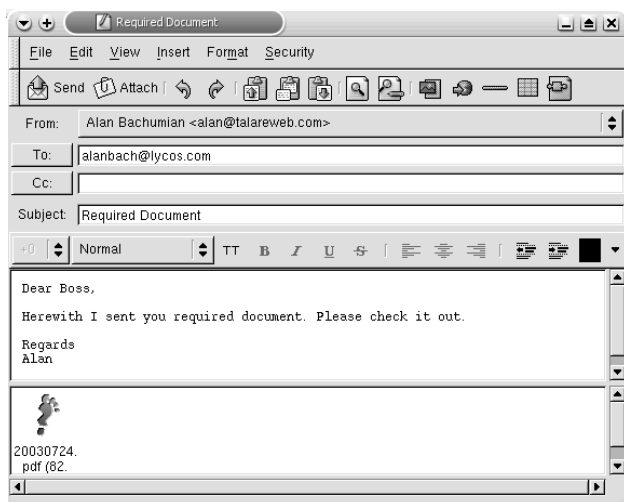 Required Document
File Edit View Insert Format Security
Send Attach
From: Alan Bachumian <alan@talareweb.com>
To: alanbach@lycos.com
Cc:
Subject: Required Document
+0 Normal TT B I U S
Dear Boss,
Herewith I sent you required document. Please check it out.
Regards
Alan
20030724.
pdf (82.